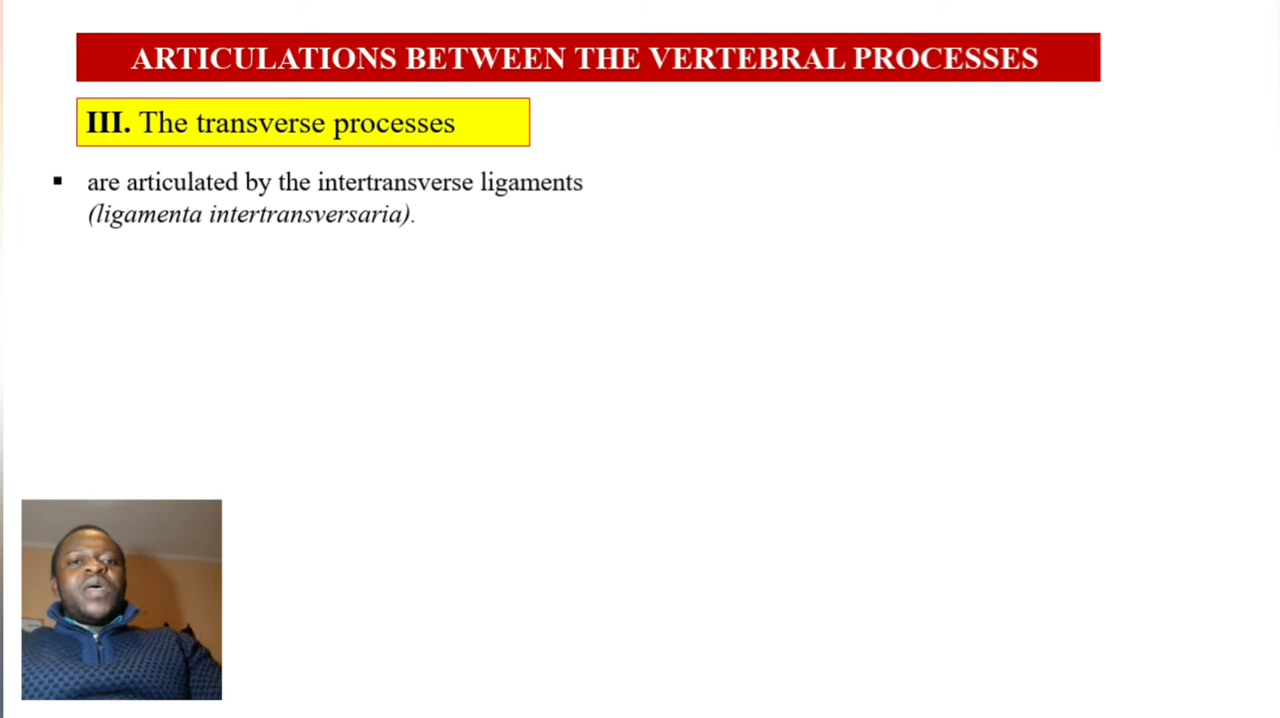 ARTICULATIONS BETWEEN THE VERTEBRAL PROCESSES
III. The transverse processes
▪ are articulated by the intertransverse ligaments
(ligamenta intertransversaria).